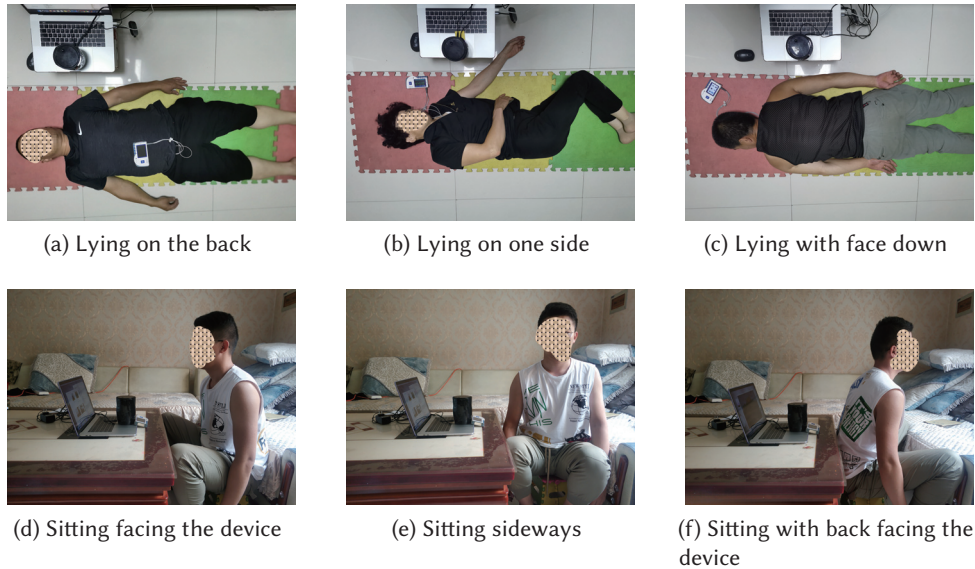 (a) Lying on the back
(b) Lying on one side
(c) Lying with face down
(d) Sitting facing the device
(e) Sitting sideways
(f) Sitting with back facing the
device